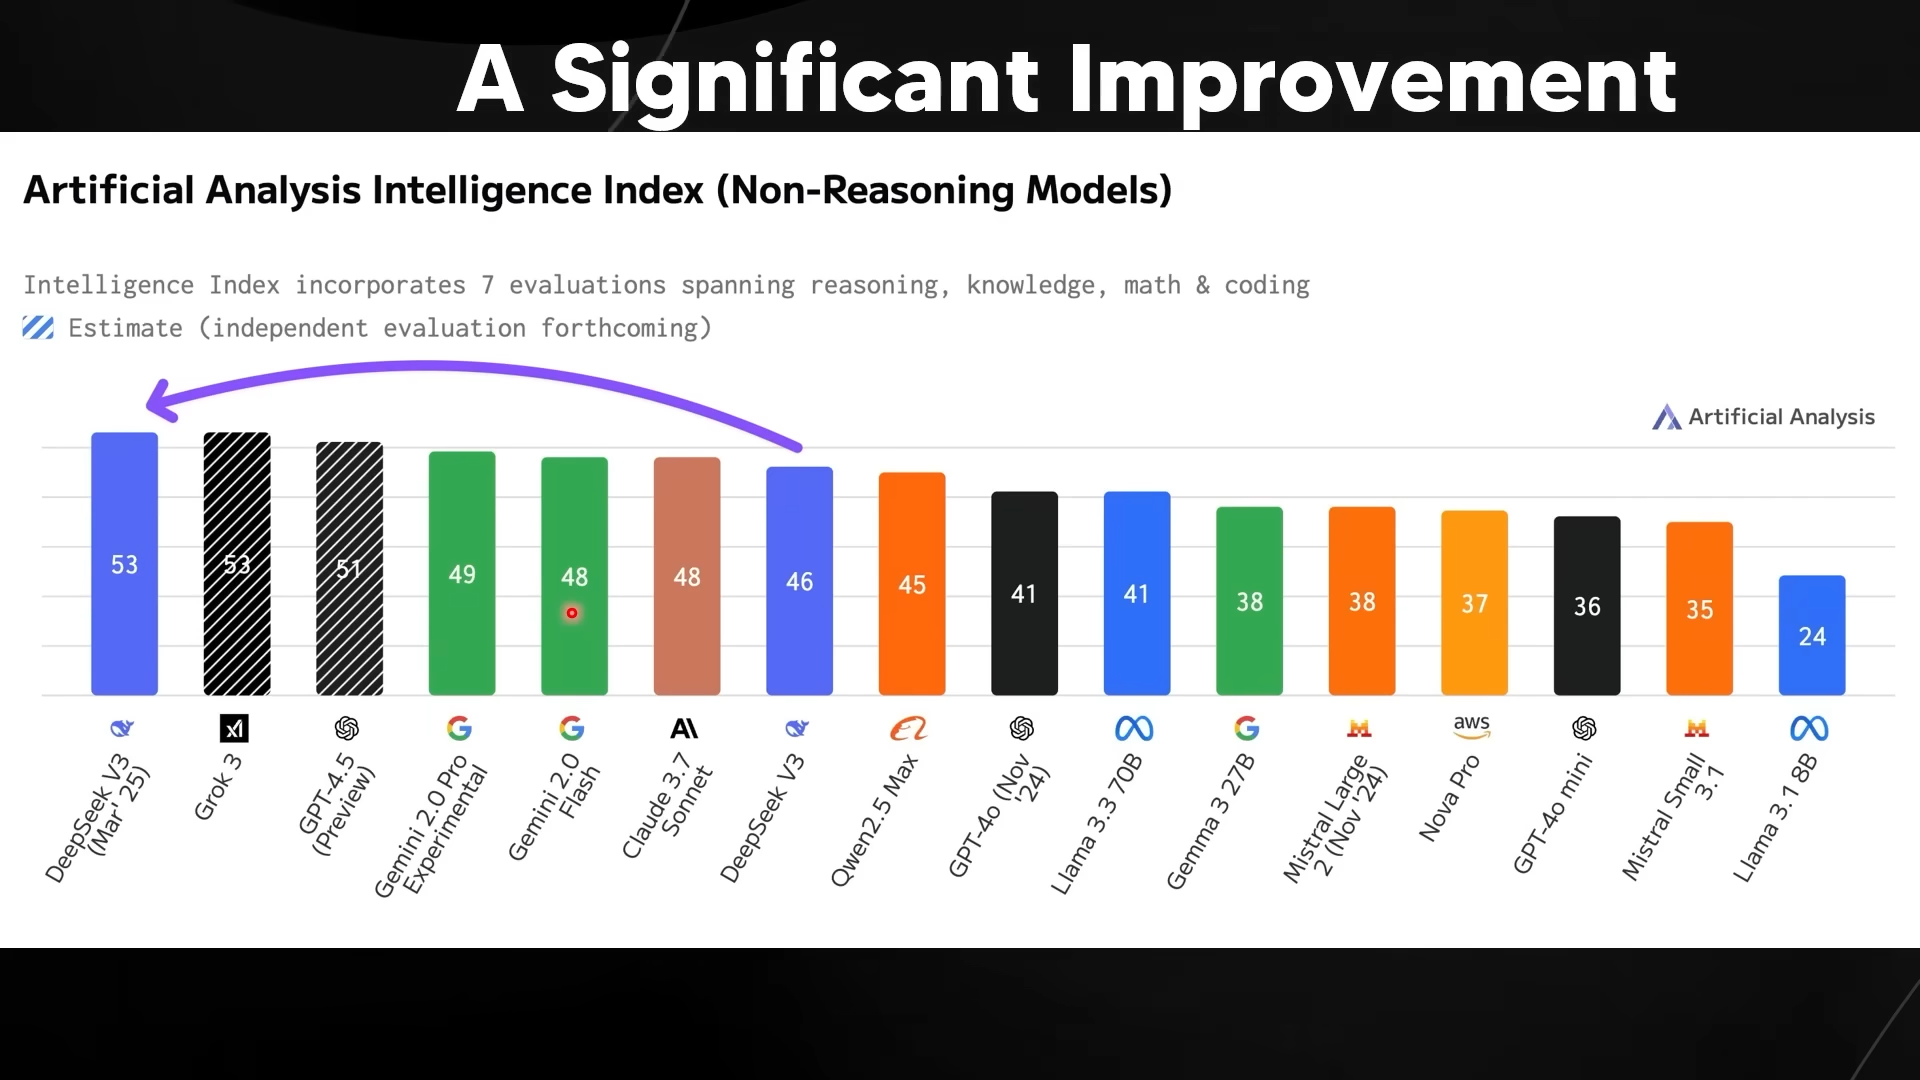 A Significant Improvement
Artificial Analysis Intelligence Index (Non-Reasoning Models)
Intelligence Index incorporates 7 evaluations spanning reasoning, knowledge, math & coding
Estimate (independent evaluation forthcoming)
Artificial Analysis
53
53
51
49
48
48
46
45
41
41
38
38
37
36
35
24
xI
A\
aws
DeepSeek V3
(Mar' 25)
Grok 3
GPT-4.5
(Preview)
Gemini 2.0 Pro
Experimental
Gemini 2.0
Flash
Claude 3.7
Sonnet
DeepSeek V3
Qwen2.5 Max
GPT-4o (Nov
'24)
Llama 3.3 70B
Gemma 3 27B
Mistral Large
2 (Nov '24)
Nova Pro
GPT-4o mini
Mistral Small
3.1
Llama 3.1 8B